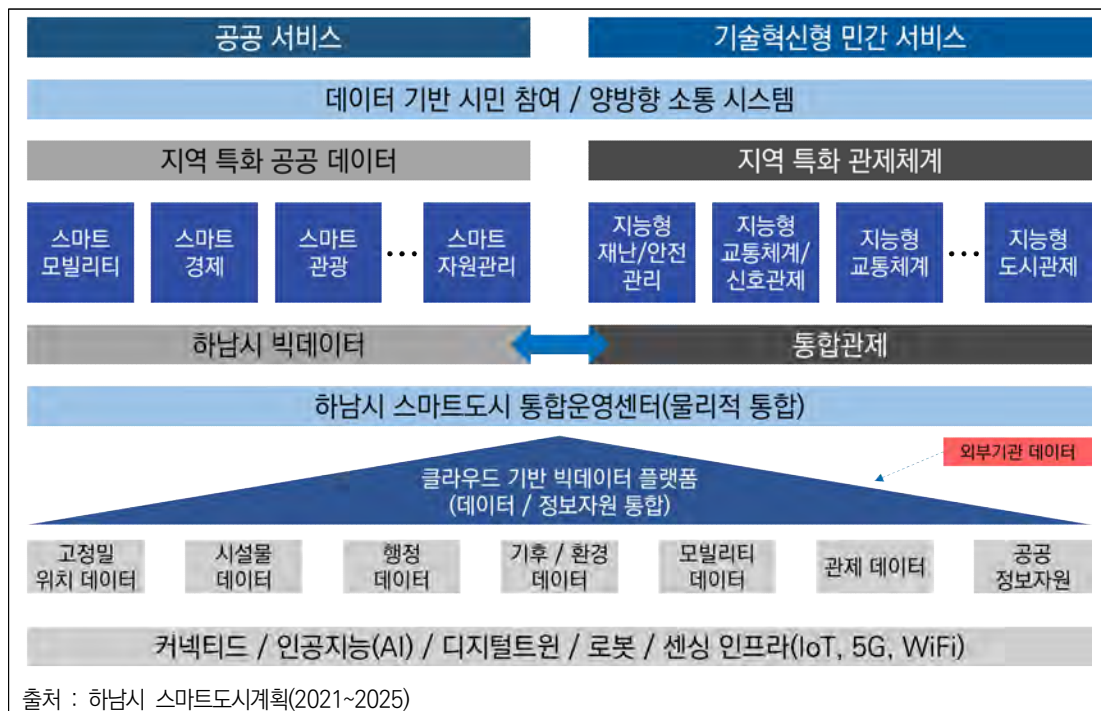 공공 서비스
기술혁신형 민간 서비스
데이터 기반 시민 참여 / 양방향 소통 시스템
지역 특화 공공 데이터
지역 특화 관제체계
스마트
모빌리티
스마트
경제
스마트
관광
...
스마트
자원관리
지능형
재난/안전
관리
지능형
교통체계/
신호관제
지능형
교통체계
...
지능형
도시관제
하남시 빅데이터
통합관제
하남시 스마트도시 통합운영센터(물리적 통합)
외부기관 데이터
클라우드 기반 빅데이터 플랫폼
(데이터 / 정보자원 통합)
고정밀
위치 데이터
시설물
데이터
행정
데이터
기후 / 환경
데이터
모빌리티
데이터
관제 데이터
공공
정보자원
커넥티드 / 인공지능(AI) / 디지털트윈 / 로봇 / 센싱 인프라(IoT, 5G, WiFi)
출처 : 하남시 스마트도시계획(2021~2025)